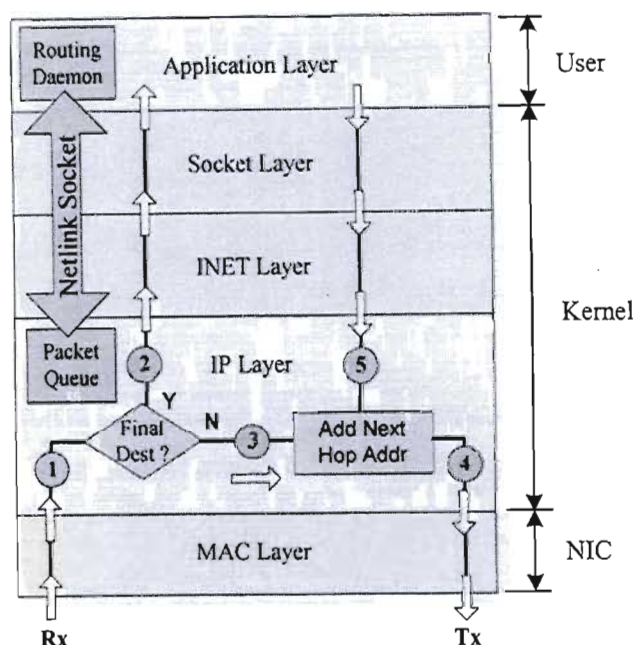 Routing
Daemon
Application Layer
User
Socket Layer
Netlink Socket
INET Layer
Kernel
Packet
Queue
2
IP Layer
5
Y
N
Final
Dest ?
3
Add Next
Hop Addr
1
4
MAC Layer
NIC
Rx
Tx